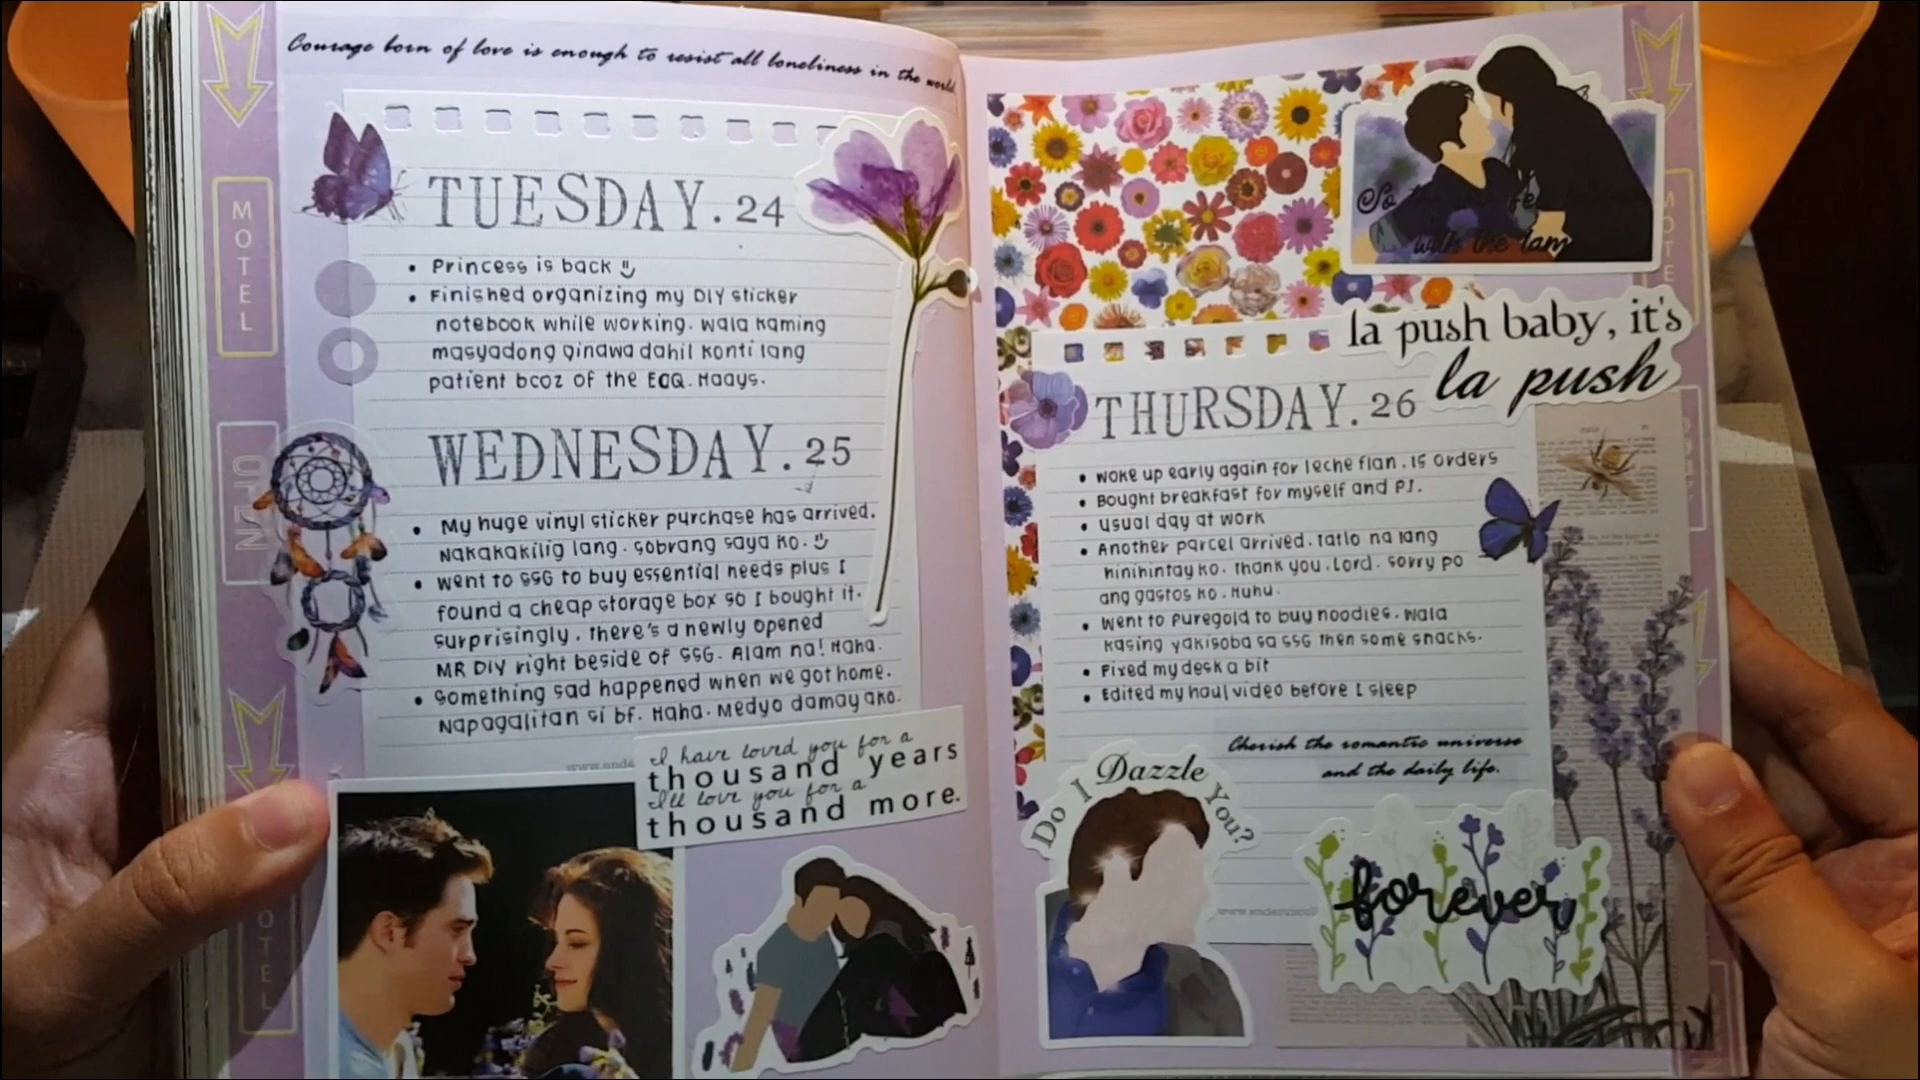 Courage born of love is enough to resist all loneliness in the world.
MOTEL
TUESDAY. 24
• Princess is back
• Finished organizing my DIY sticker
notebook while working. Wala kaming
masyadong ginawa dahil konti lang
patient bcoz of the ECQ. Haays.
WEDNESDAY. 25
• My huge vinyl sticker purchase has arrived.
Nakakakilig lang. Sobrang saya ko.
• Went to SSG to buy essential needs plus I
found a cheap storage box so I bought it.
Surprisingly, there's a newly opened
MR DIY right beside of SSG. Alam na! Haha.
• Something sad happened when we got home.
Napagalitan si bf. Haha. Medyo damay ako.
I have loved you for a
thousand years
I'll love you for a
thousand more.
OTEL
So the
with the lam
MOTE
la push baby, it's
la push
THURSDAY. 26
• Woke up early again for leche flan. 15 orders
• Bought breakfast for myself and PJ.
• Usual day at work
• Another parcel arrived. Tatlo na lang
hinihintay ko. Thank you, Lord. Sorry po
ang gastos ko. Huhu.
• Went to Puregold to buy noodles. Wala
kasing yakisoba sa SSG then some snacks.
• Fixed my desk a bit
• Edited my haul video before I sleep
Cherish the romantic universe
and the daily life.
Do I Dazzle You?
forever